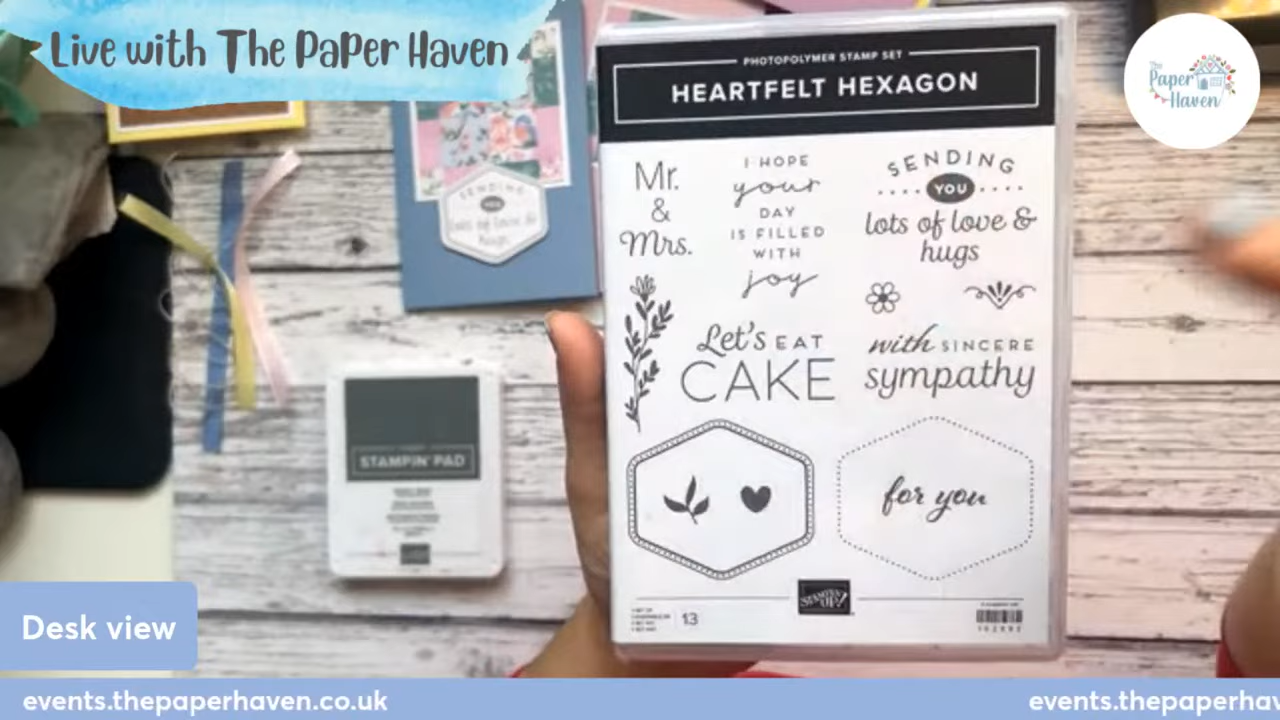 Live with The Paper Haven
The
Paper
Haven
PHOTOPOLYMER STAMP SET
HEARTFELT HEXAGON
Mr.
&
Mrs.
I HOPE
your
DAY
IS FILLED
WITH
joy
SENDING
YOU
lots of love &
hugs
Let's EAT
CAKE
with SINCERE
sympathy
for you
STAMPIN' UP!
13
SENDING
YOU
lots of love &
hugs
STAMPIN' PAD
Desk view
events.thepaperhaven.co.uk
events.thepaperhav